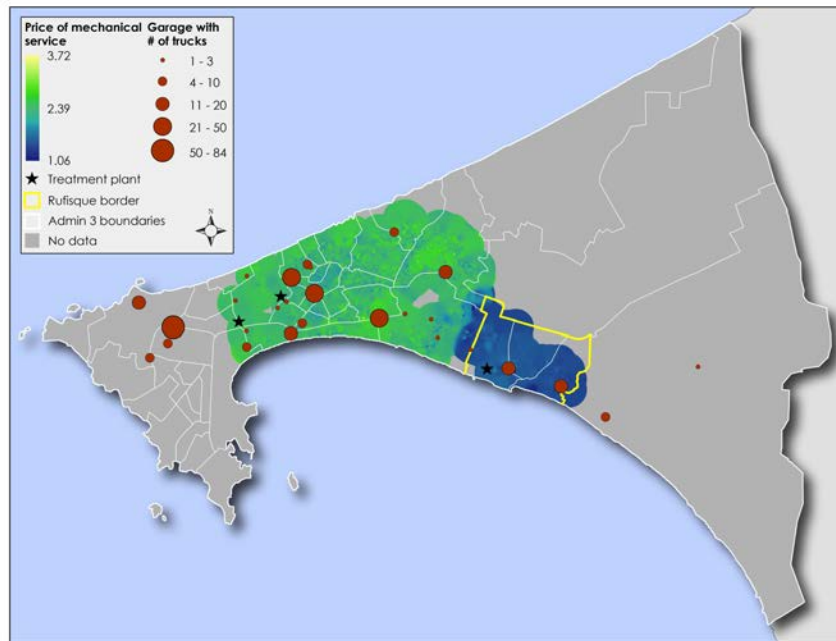 Price of mechanical
service
3.72
2.39
1.06
Garage with
# of trucks
1 - 3
4 - 10
11 - 20
21 - 50
50 - 84
Treatment plant
Rufisque border
Admin 3 boundaries
No data
N